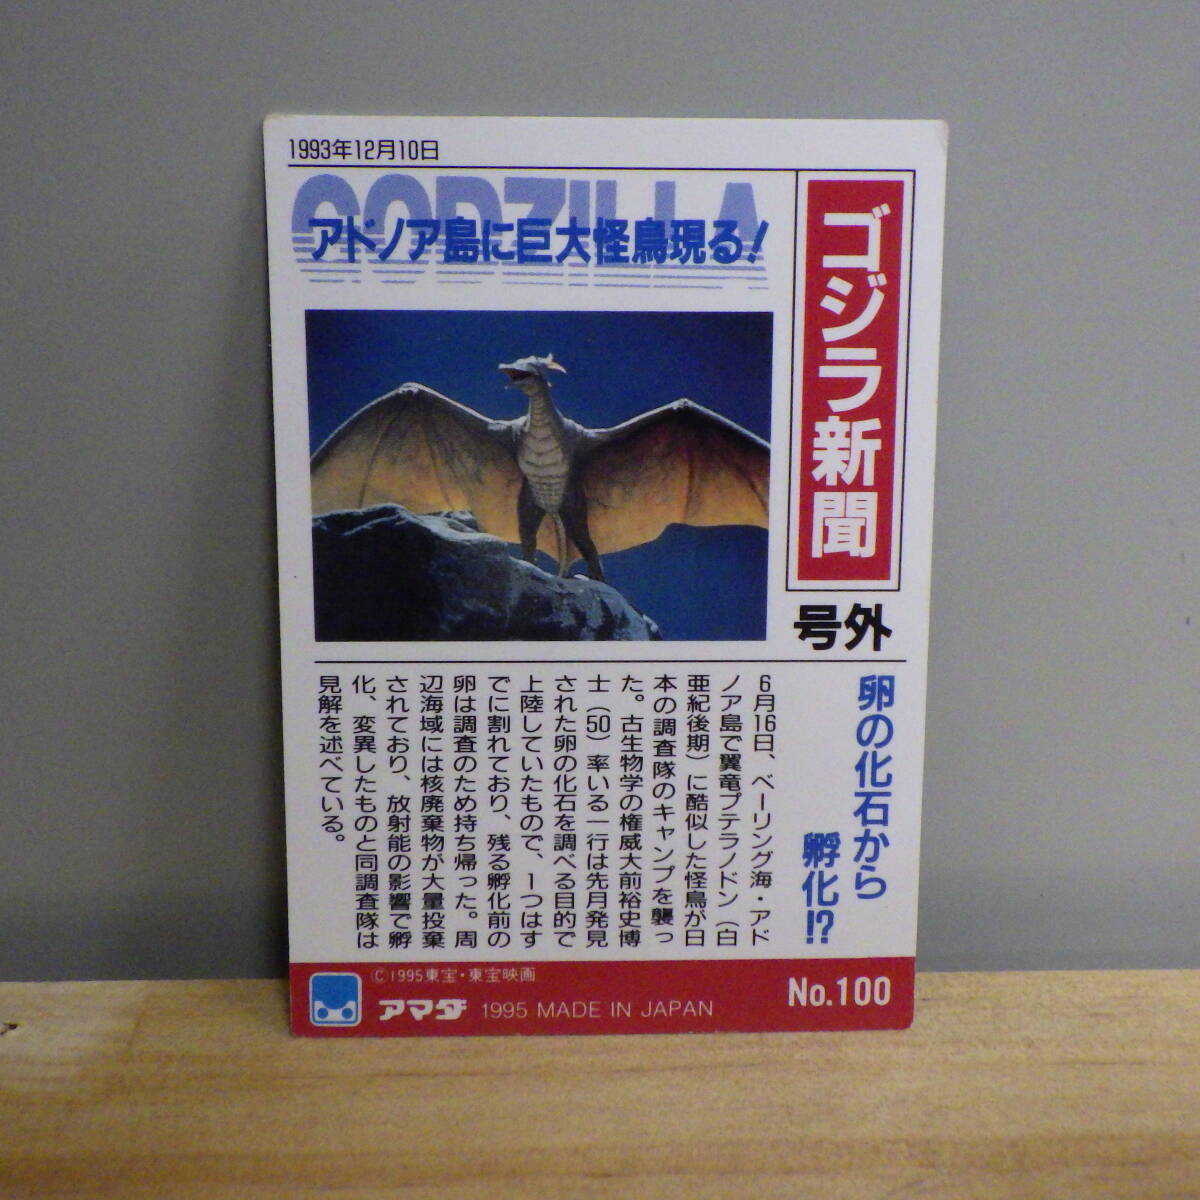 1993年12月10日
GODZILLA
アドノア島に巨大怪鳥現る!
ゴジラ新聞
号外
卵の化石から
孵化!?
6月16日、ベーリング海・アド
ノア島で翼竜プテラノドン(白
亜紀後期)に酷似した怪鳥が日
本の調査隊のキャンプを襲っ
た。古生物学の権威大前裕史博
士(50)率いる一行は先月発見
された卵の化石を調べる目的で
上陸していたもので、1つはす
でに割れており、残る孵化前の
卵は調査のため持ち帰った。周
辺海域には核廃棄物が大量投棄
されており、放射能の影響で孵
化、変異したものと同調査隊は
見解を述べている。
©1995東宝・東宝映画
アマダ 1995 MADE IN JAPAN
No.100